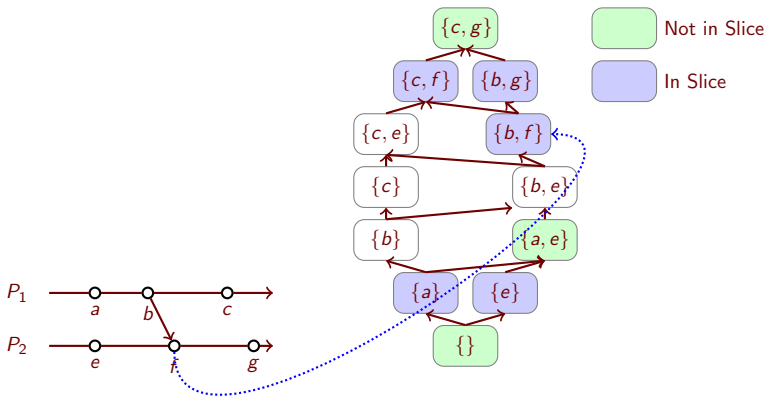 {c, g}
Not in Slice
{c, f} {b, g}
In Slice
{c, e} {b, f}
{c} {b, e}
{b} {a, e}
{a} {e}
{}
P1
a b c
P2
e f g